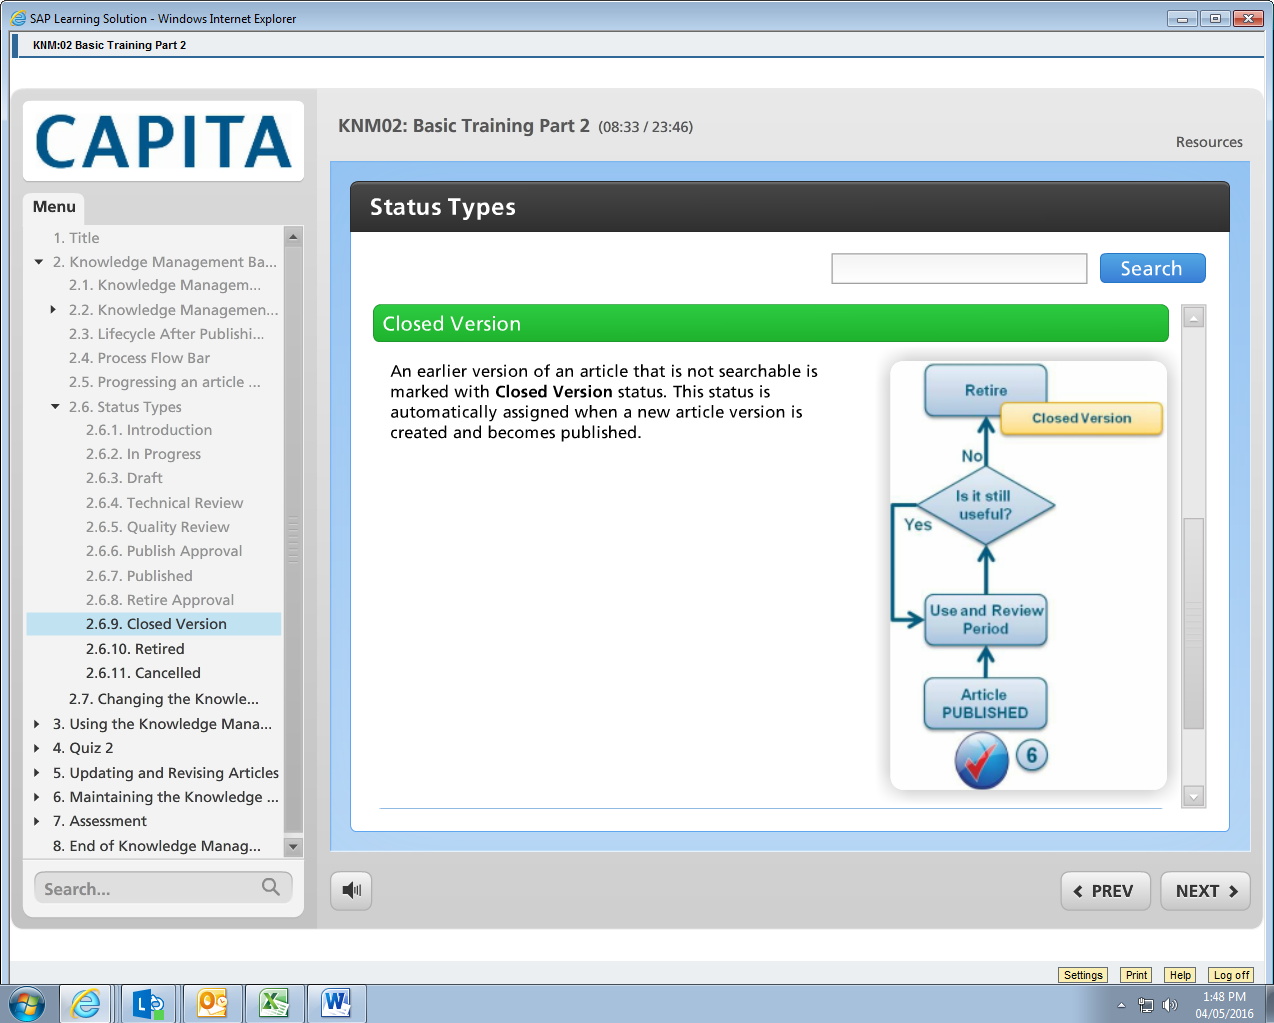 SAP Learning Solution - Windows Internet Explorer
KNM:02 Basic Training Part 2
CAPITA
KNM02: Basic Training Part 2 (08:33 / 23:46)
Resources
Menu
1. Title
2. Knowledge Management Ba...
2.1. Knowledge Managem...
2.2. Knowledge Managemen...
2.3. Lifecycle After Publishi...
2.4. Process Flow Bar
2.5. Progressing an article ...
2.6. Status Types
2.6.1. Introduction
2.6.2. In Progress
2.6.3. Draft
2.6.4. Technical Review
2.6.5. Quality Review
2.6.6. Publish Approval
2.6.7. Published
2.6.8. Retire Approval
2.6.9. Closed Version
2.6.10. Retired
2.6.11. Cancelled
2.7. Changing the Knowle...
3. Using the Knowledge Mana...
4. Quiz 2
5. Updating and Revising Articles
6. Maintaining the Knowledge ...
7. Assessment
8. End of Knowledge Manag...
Search...
Status Types
Search
Closed Version
An earlier version of an article that is not searchable is
marked with Closed Version status. This status is
automatically assigned when a new article version is
created and becomes published.
Retire
Closed Version
No
Is it still
useful?
Yes
Use and Review
Period
Article
PUBLISHED
6
PREV
NEXT
Settings
Print
Help
Log off
1:48 PM
04/05/2016